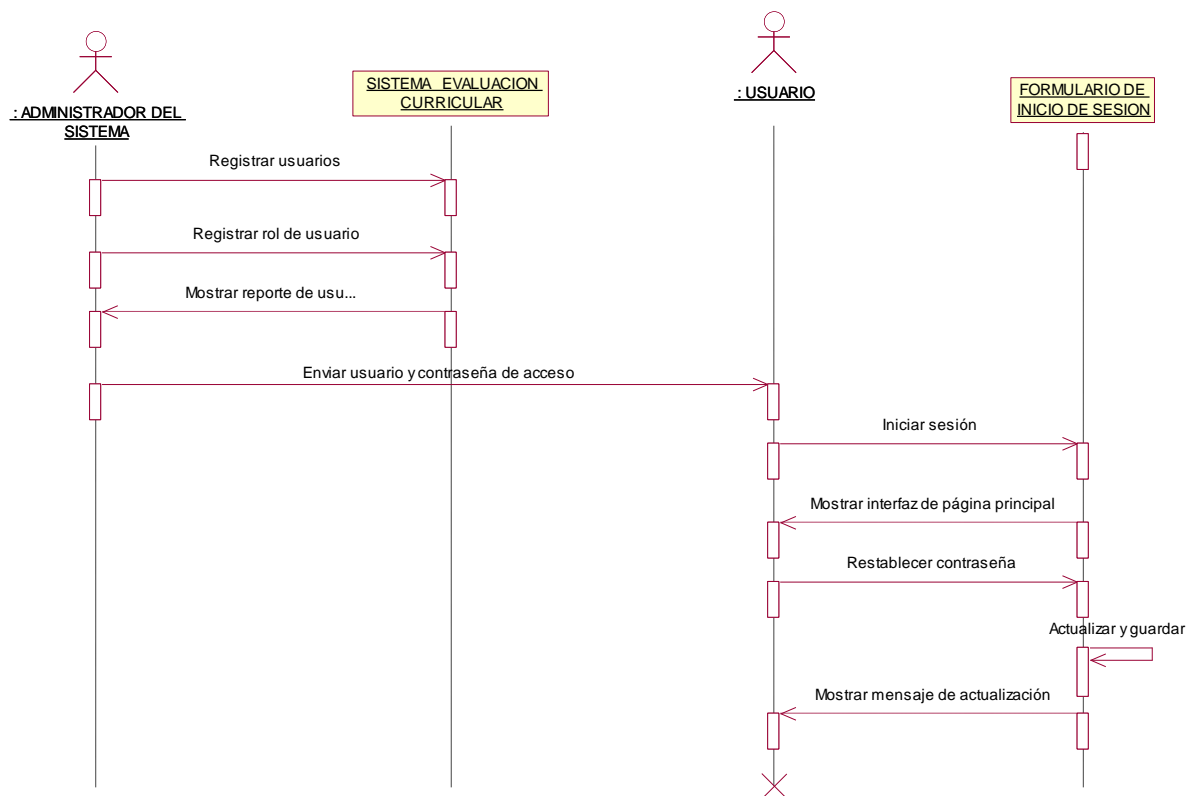 : ADMINISTRADOR DEL
SISTEMA
SISTEMA EVALUACION
CURRICULAR
: USUARIO
FORMULARIO DE
INICIO DE SESION
Registrar usuarios
Registrar rol de usuario
Mostrar reporte de usu...
Enviar usuario y contraseña de acceso
Iniciar sesión
Mostrar interfaz de página principal
Restablecer contraseña
Actualizar y guardar
Mostrar mensaje de actualización